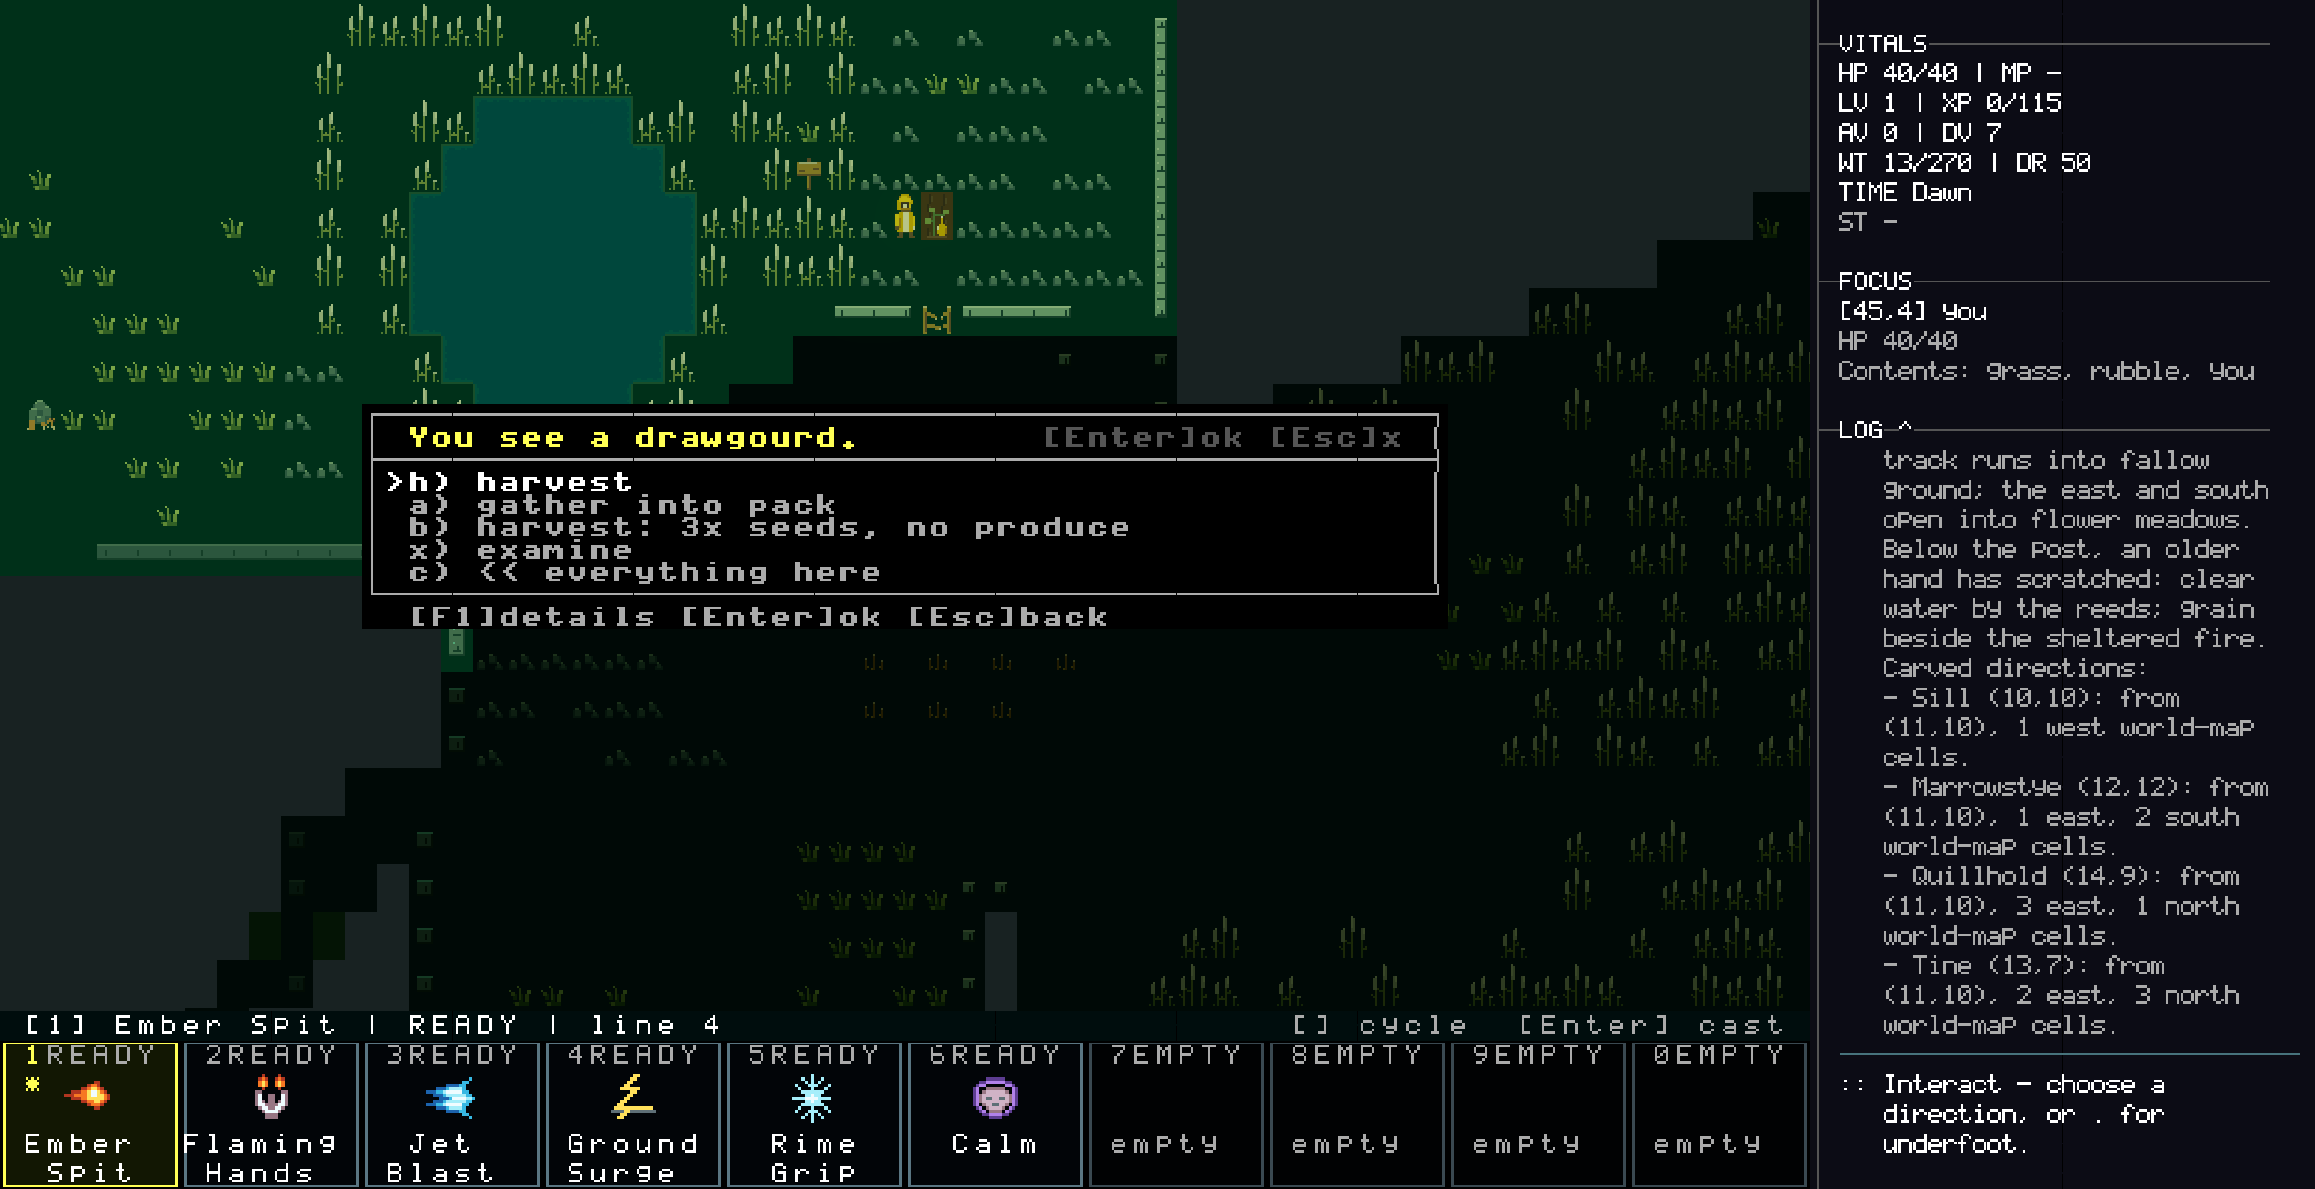 VITALS
HP 40/40 | MP -
LV 1 | XP 0/115
AV 0 | DV 7
WT 13/270 | DR 50
TIME Dawn
ST -
FOCUS
[45,4] You
HP 40/40
Contents: grass, rubble, You
LOG ^
track runs into fallow
ground; the east and south
open into flower meadows.
Below the post, an older
hand has scratched: clear
water by the reeds; grain
beside the sheltered fire.
Carved directions:
- Sill (10,10): from
(11,10), 1 west world-map
cells.
- Marrowstye (12,12): from
(11,10), 1 east, 2 south
world-map cells.
- Quillhold (14,9): from
(11,10), 3 east, 1 north
world-map cells.
- Tine (13,7): from
(11,10), 2 east, 3 north
world-map cells.
:: Interact - choose a
direction, or . for
underfoot.
You see a drawgourd. [Enter]ok [Esc]x
>h) harvest
a) gather into pack
b) harvest: 3x seeds, no produce
x) examine
c) << everything here
[F1]details [Enter]ok [Esc]back
[1] Ember Spit | READY | line 4 [] cycle [Enter] cast
1READY 2READY 3READY 4READY 5READY 6READY 7EMPTY 8EMPTY 9EMPTY 0EMPTY
*
Ember Flaming Jet Ground Rime Calm empty empty empty empty
Spit Hands Blast Surge Grip